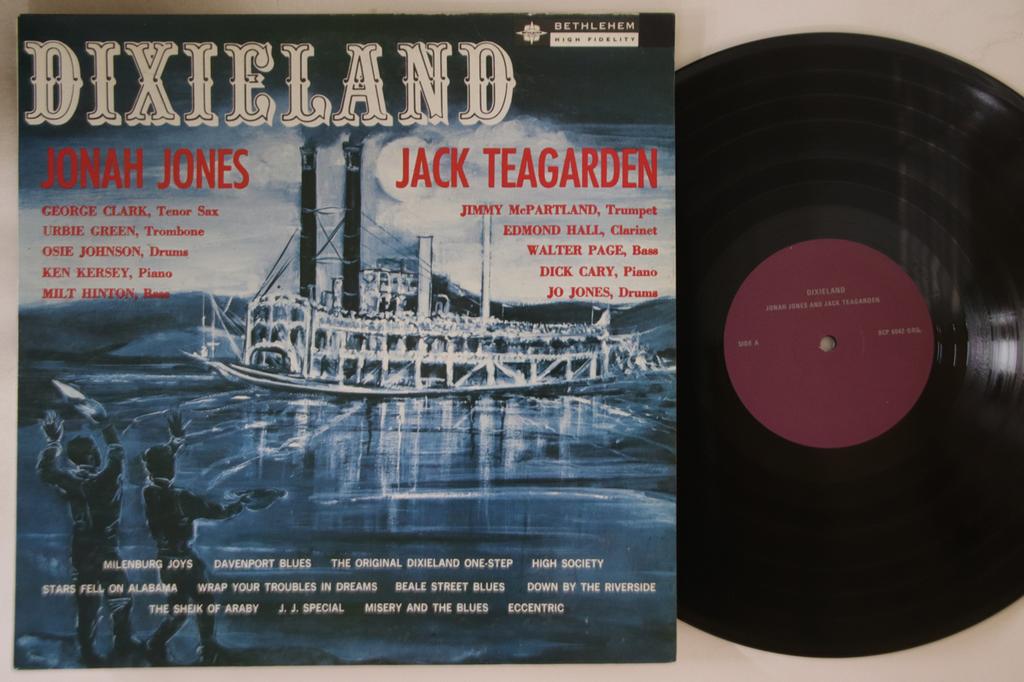 BETHLEHEM
HIGH FIDELITY
DIXIELAND
JONAH JONES
GEORGE CLARK, Tenor Sax
URBIE GREEN, Trombone
OSIE JOHNSON, Drums
KEN KERSEY, Piano
MILT HINTON, Bass
JACK TEAGARDEN
JIMMY McPARTLAND, Trumpet
EDMOND HALL, Clarinet
WALTER PAGE, Bass
DICK CARY, Piano
JO JONES, Drums
MILENBURG JOYS DAVENPORT BLUES THE ORIGINAL DIXIELAND ONE-STEP HIGH SOCIETY
STARS FELL ON ALABAMA WRAP YOUR TROUBLES IN DREAMS BEALE STREET BLUES DOWN BY THE RIVERSIDE
THE SHEIK OF ARABY J. J. SPECIAL MISERY AND THE BLUES ECCENTRIC
DIXIELAND
JONAH JONES AND JACK TEAGARDEN
SIDE A
BCP 6042